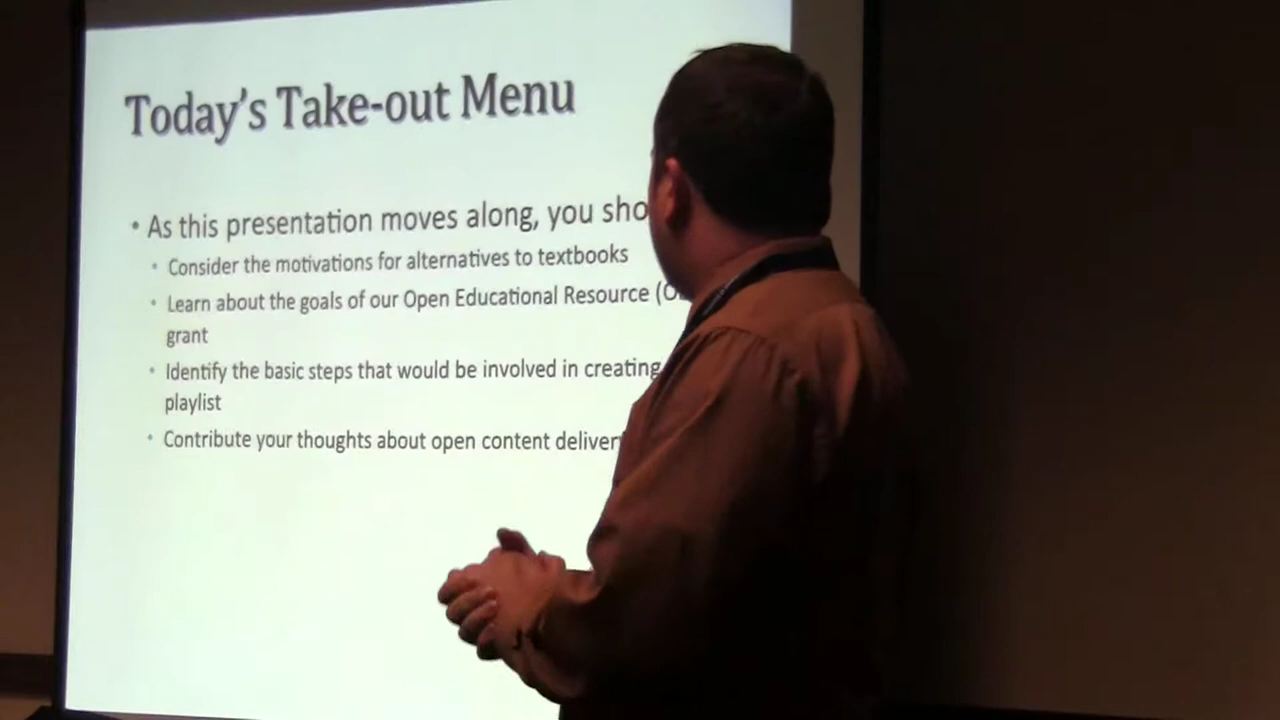 Today's Take-out Menu
• As this presentation moves along, you
• Consider the motivations for alternatives to textbooks
• Learn about the goals of our Open Educational Resource
grant
• Identify the basic steps that would be involved in creating
playlist
• Contribute your thoughts about open content